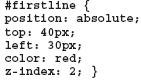 #firstline {
position: absolute;
top: 40px;
left: 30px;
color: red;
z-index: 2; }